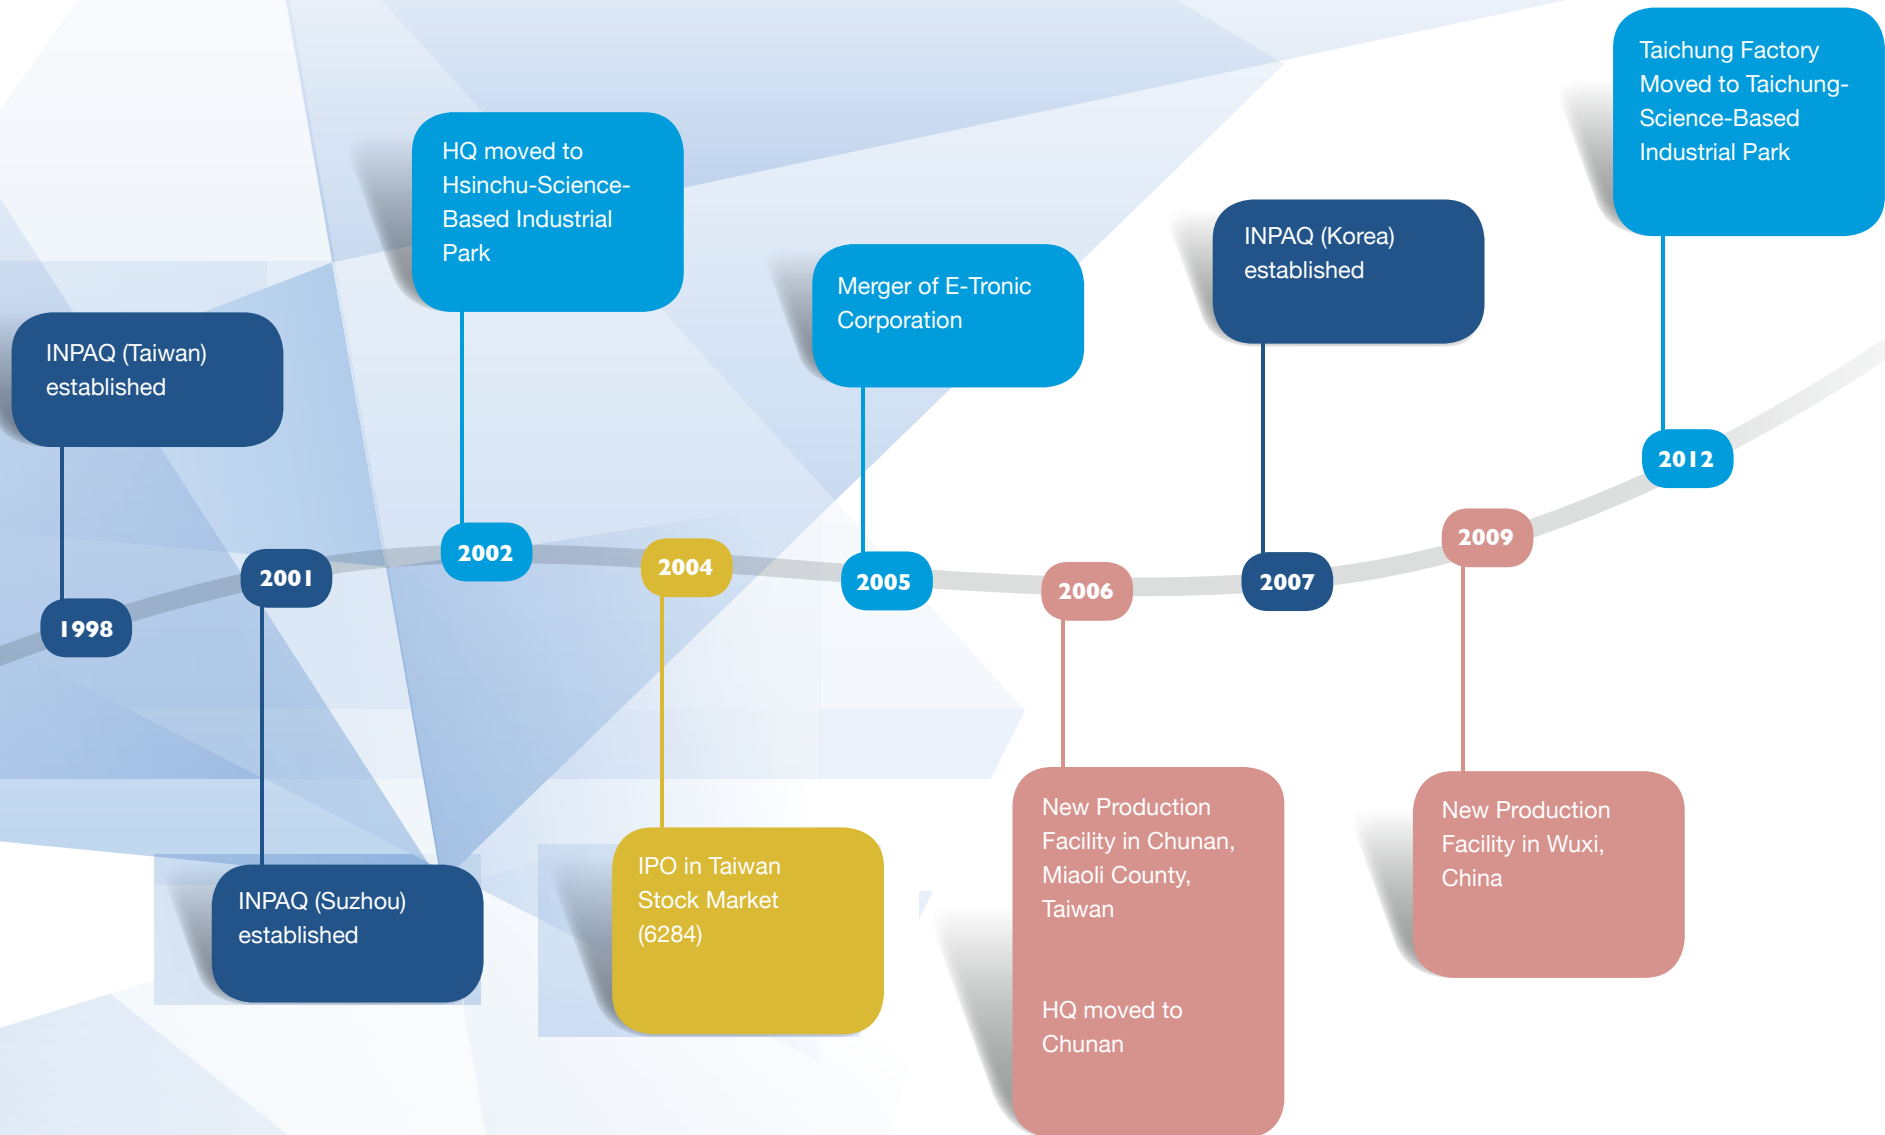 INPAQ (Taiwan)
established
1998
2001
INPAQ (Suzhou)
established
HQ moved to
Hsinchu-Science-
Based Industrial
Park
2002
2004
IPO in Taiwan
Stock Market
(6284)
Merger of E-Tronic
Corporation
2005
2006
New Production
Facility in Chunan,
Miaoli County,
Taiwan
HQ moved to
Chunan
INPAQ (Korea)
established
2007
2009
New Production
Facility in Wuxi,
China
Taichung Factory
Moved to Taichung-
Science-Based
Industrial Park
2012